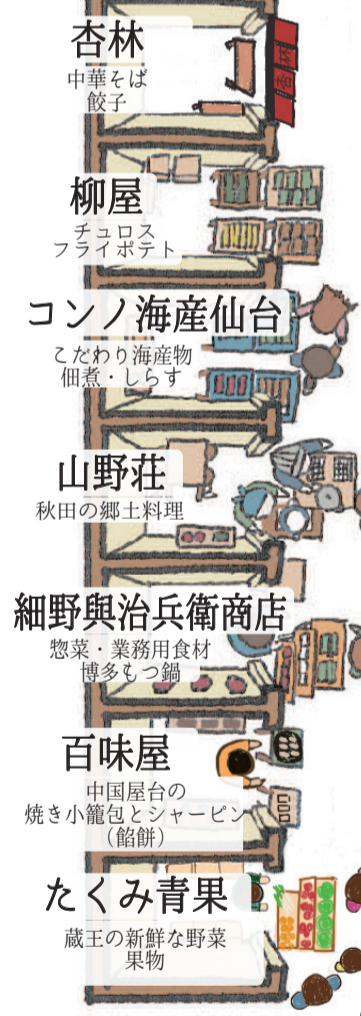 杏林
中華そば
餃子
杏林
柳屋
チュロス
フライポテト
コンノ海産仙台
こだわり海産物
佃煮・しらす
山野荘
秋田の郷土料理
細野與治兵衛商店
惣菜・業務用食材
博多もつ鍋
百味屋
中国屋台の
焼き小籠包とシャーピン
（餡餅）
たくみ青果
蔵王の新鮮な野菜
果物